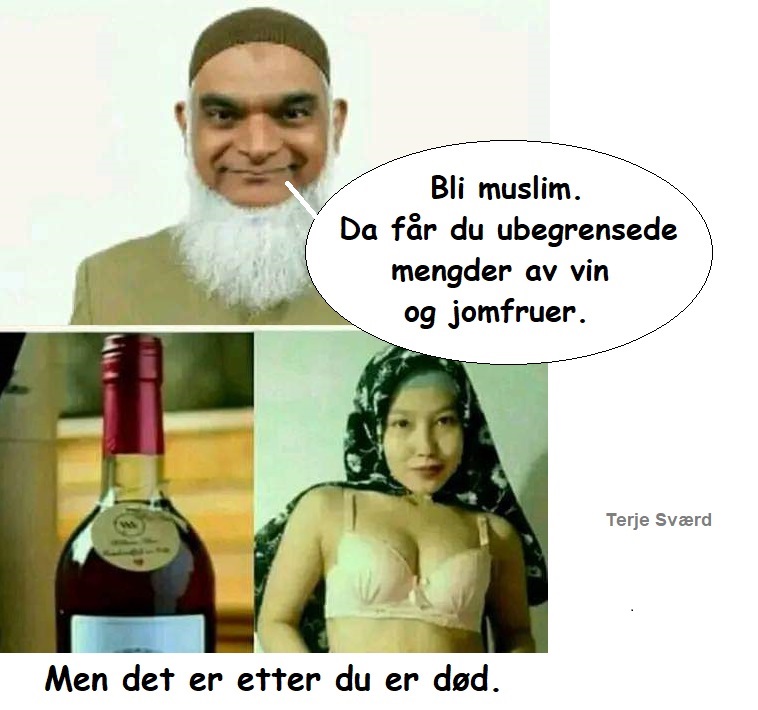 Bli muslim.
Da får du ubegrensede
mengder av vin
og jomfruer.
Terje Sværd
Men det er etter du er død.